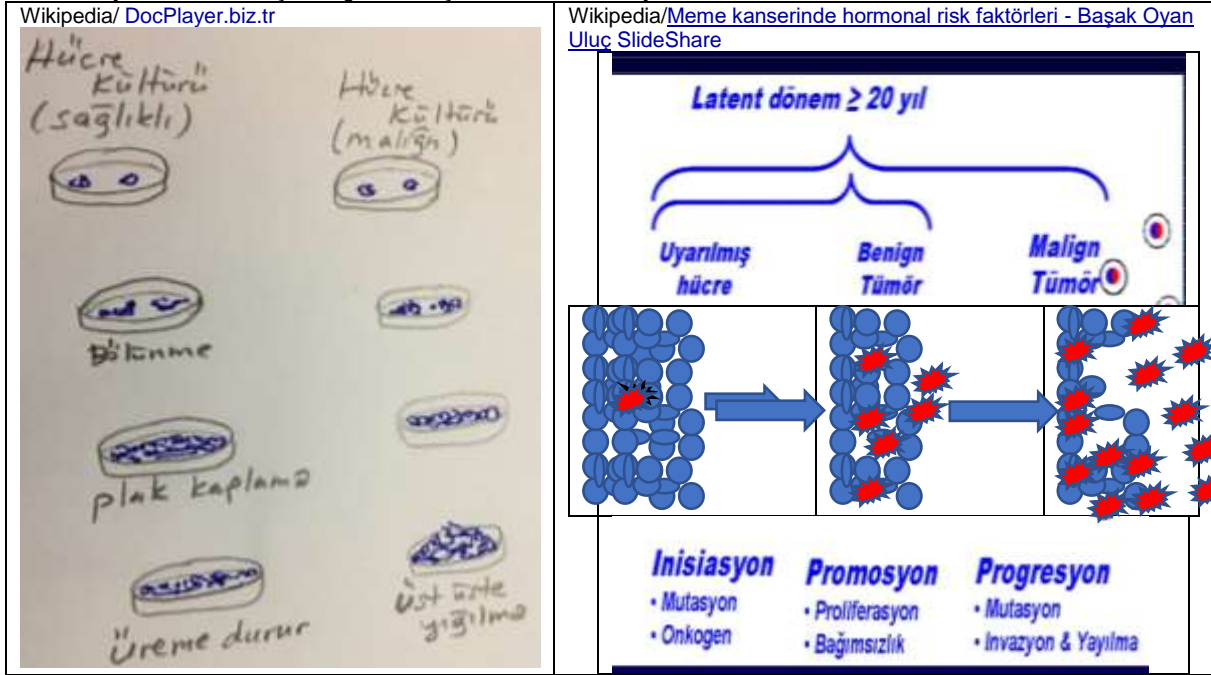 Wikipedia/ DocPlayer.biz.tr
Hücre
Kültürü
(sağlıklı)
Hücre
Kültürü
(malign)
Bölünme
plak kaplama
üreme durur
üst üste
yığılma
Wikipedia/Meme kanserinde hormonal risk faktörleri - Başak Oyan
Uluç SlideShare
Latent dönem ≥ 20 yıl
Uyarılmış
hücre
Benign
Tümör
Malign
Tümör
Inisiasyon
• Mutasyon
• Onkogen
Promosyon
• Proliferasyon
• Bağımsızlık
Progresyon
• Mutasyon
• Invazyon & Yayılma